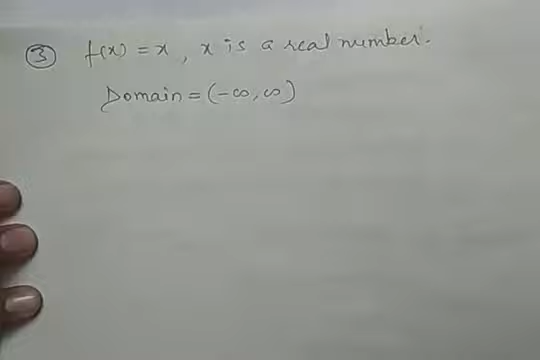 ③ f(x) = x, x is a real number.
Domain = (-∞, ∞)